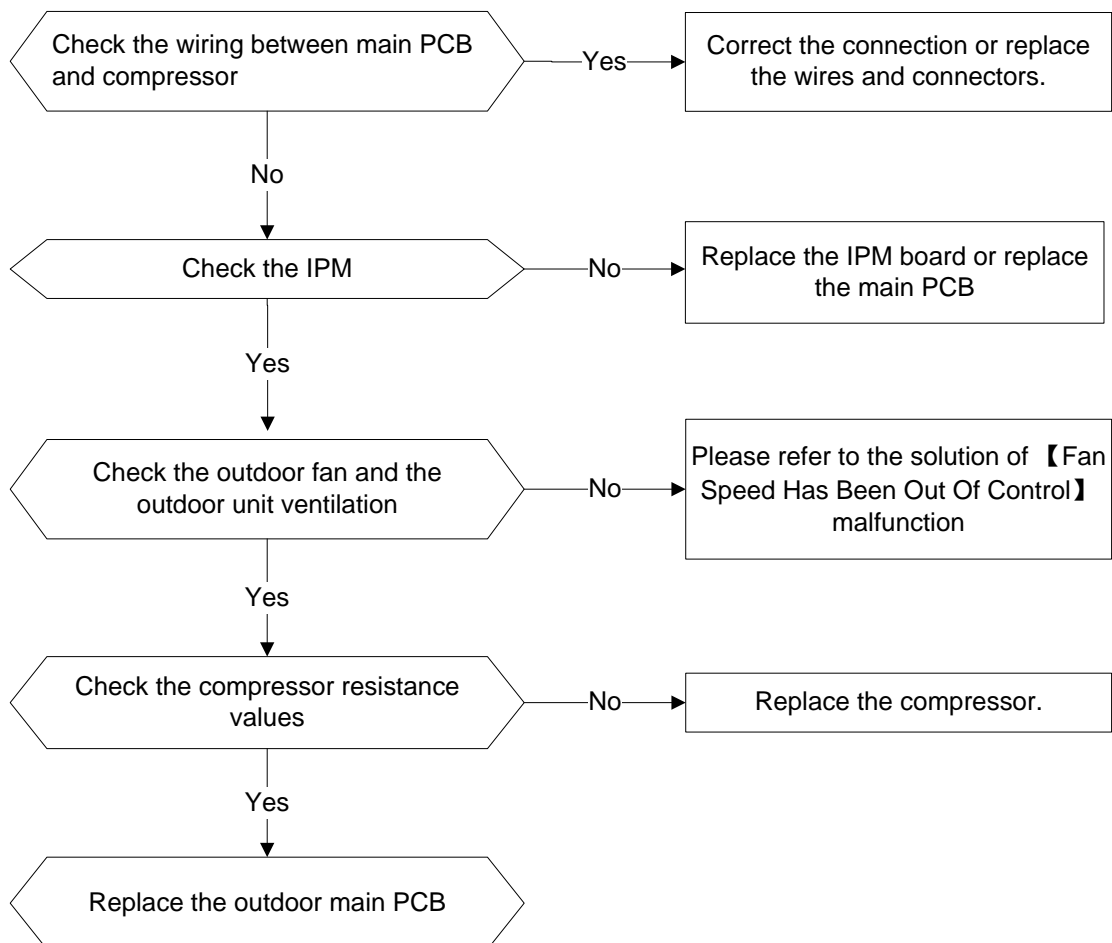 Check the wiring between main PCB
and compressor
Yes
Correct the connection or replace
the wires and connectors.
No
Check the IPM
No
Replace the IPM board or replace
the main PCB
Yes
Check the outdoor fan and the
outdoor unit ventilation
No
Please refer to the solution of 【Fan
Speed Has Been Out Of Control】
malfunction
Yes
Check the compressor resistance
values
No
Replace the compressor.
Yes
Replace the outdoor main PCB